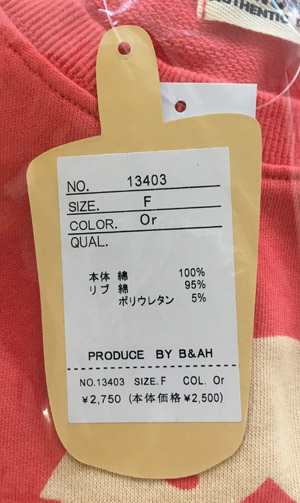 AUTHENTIC
NO. 13403
SIZE. F
COLOR. Or
QUAL.
本体 綿 100%
リブ 綿 95%
ポリウレタン 5%
PRODUCE BY B&AH
NO.13403 SIZE.F COL. Or
¥2,750 (本体価格¥2,500)